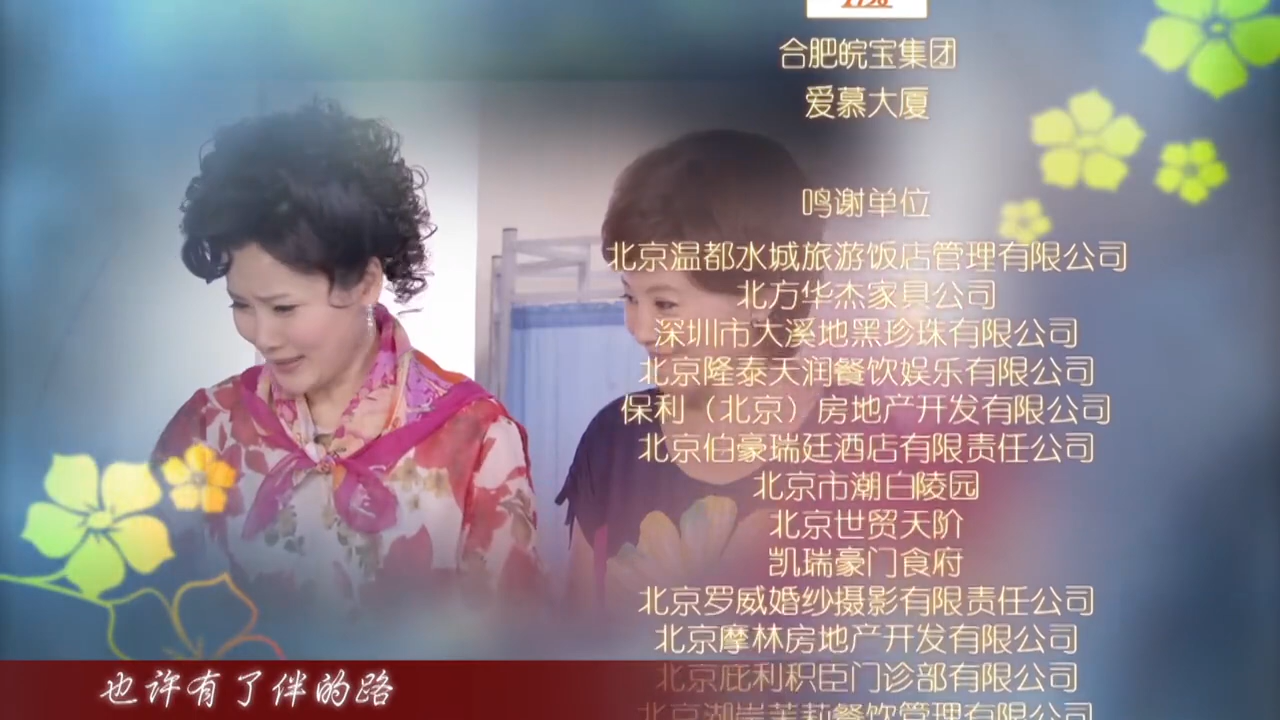 合肥皖宝集团
爱慕大厦
鸣谢单位
北京温都水城旅游饭店管理有限公司
北方华杰家具公司
深圳市大溪地黑珍珠有限公司
北京隆泰天润餐饮娱乐有限公司
保利（北京）房地产开发有限公司
北京伯豪瑞廷酒店有限责任公司
北京市潮白陵园
北京世贸天阶
凯瑞豪门食府
北京罗威婚纱摄影有限责任公司
北京摩林房地产开发有限公司
北京庇利积臣门诊部有限公司
也许有了伴的路